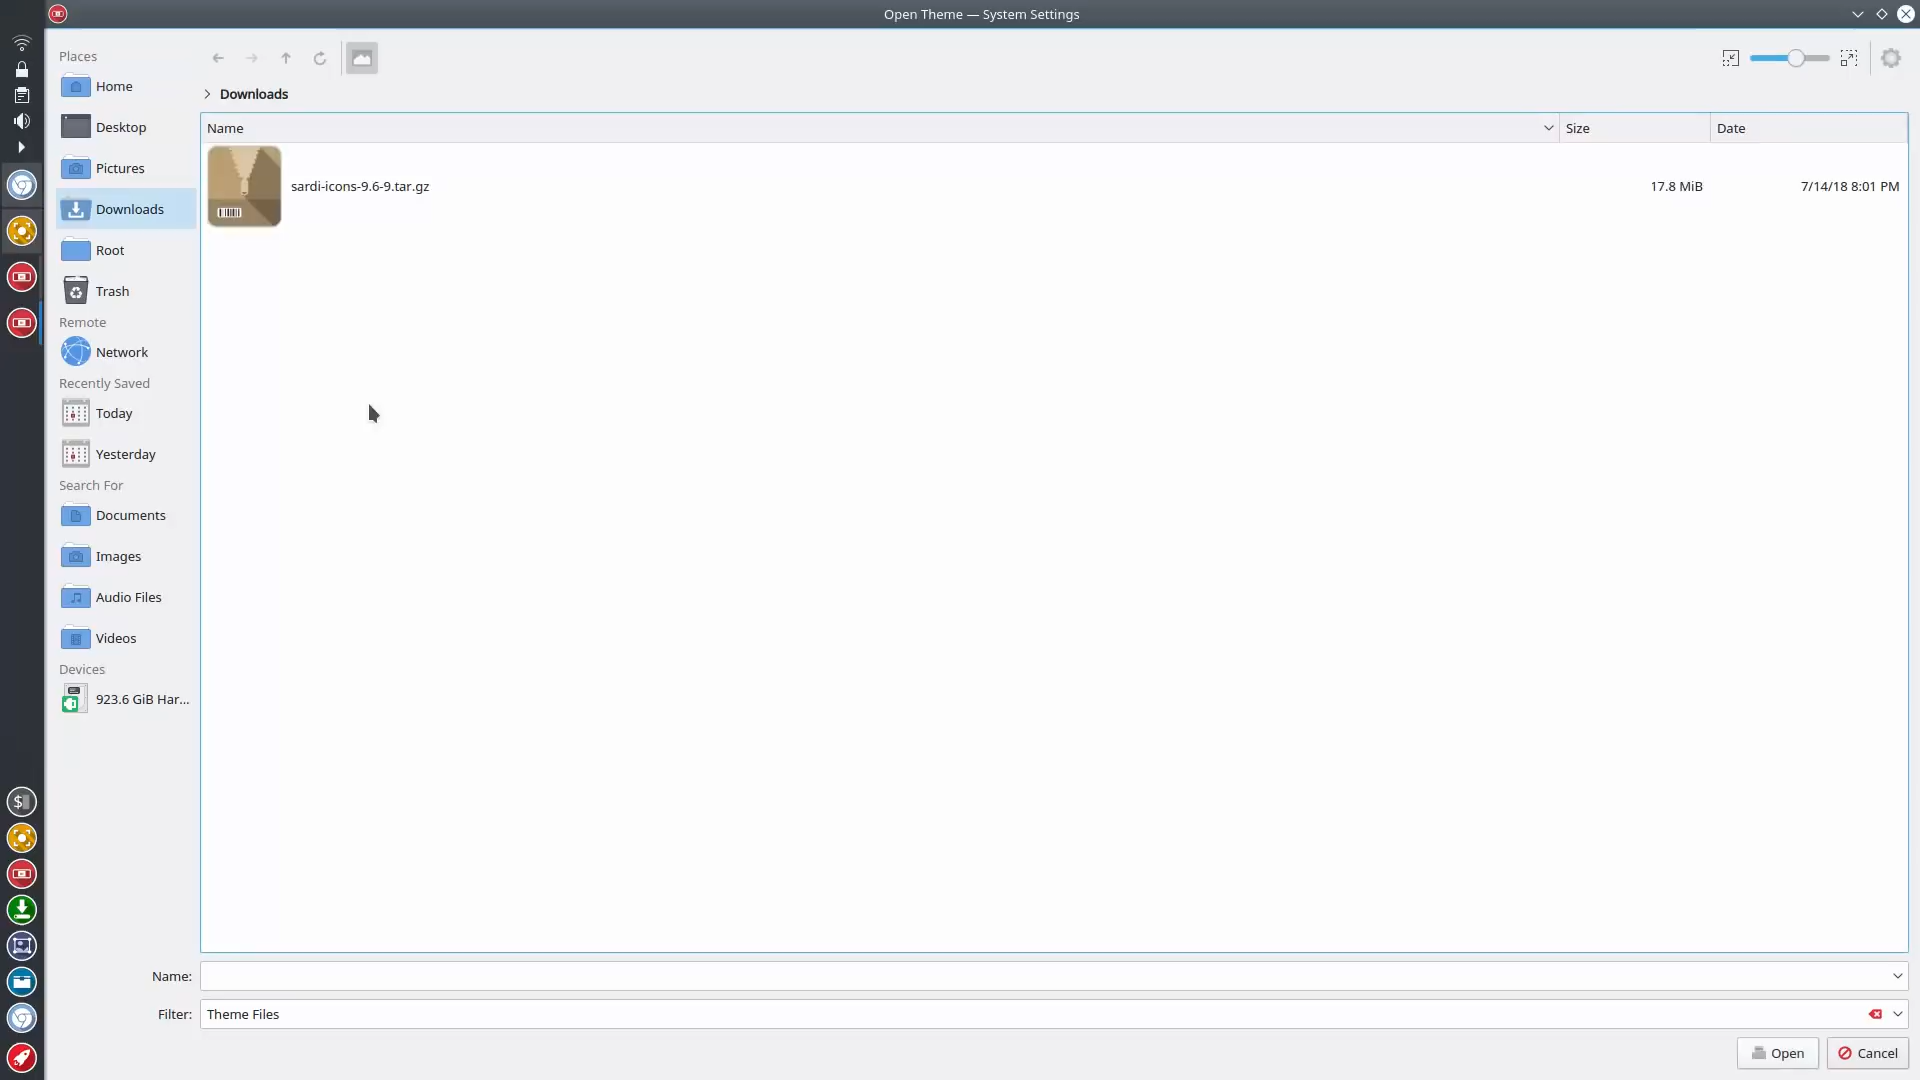 Open Theme — System Settings
Places
Home
Desktop
Pictures
Downloads
Root
Trash
Remote
Network
Recently Saved
Today
Yesterday
Search For
Documents
Images
Audio Files
Videos
Devices
923.6 GiB Har...
Downloads
Name Size Date
sardi-icons-9.6-9.tar.gz 17.8 MiB 7/14/18 8:01 PM
Name:
Filter: Theme Files
Open Cancel